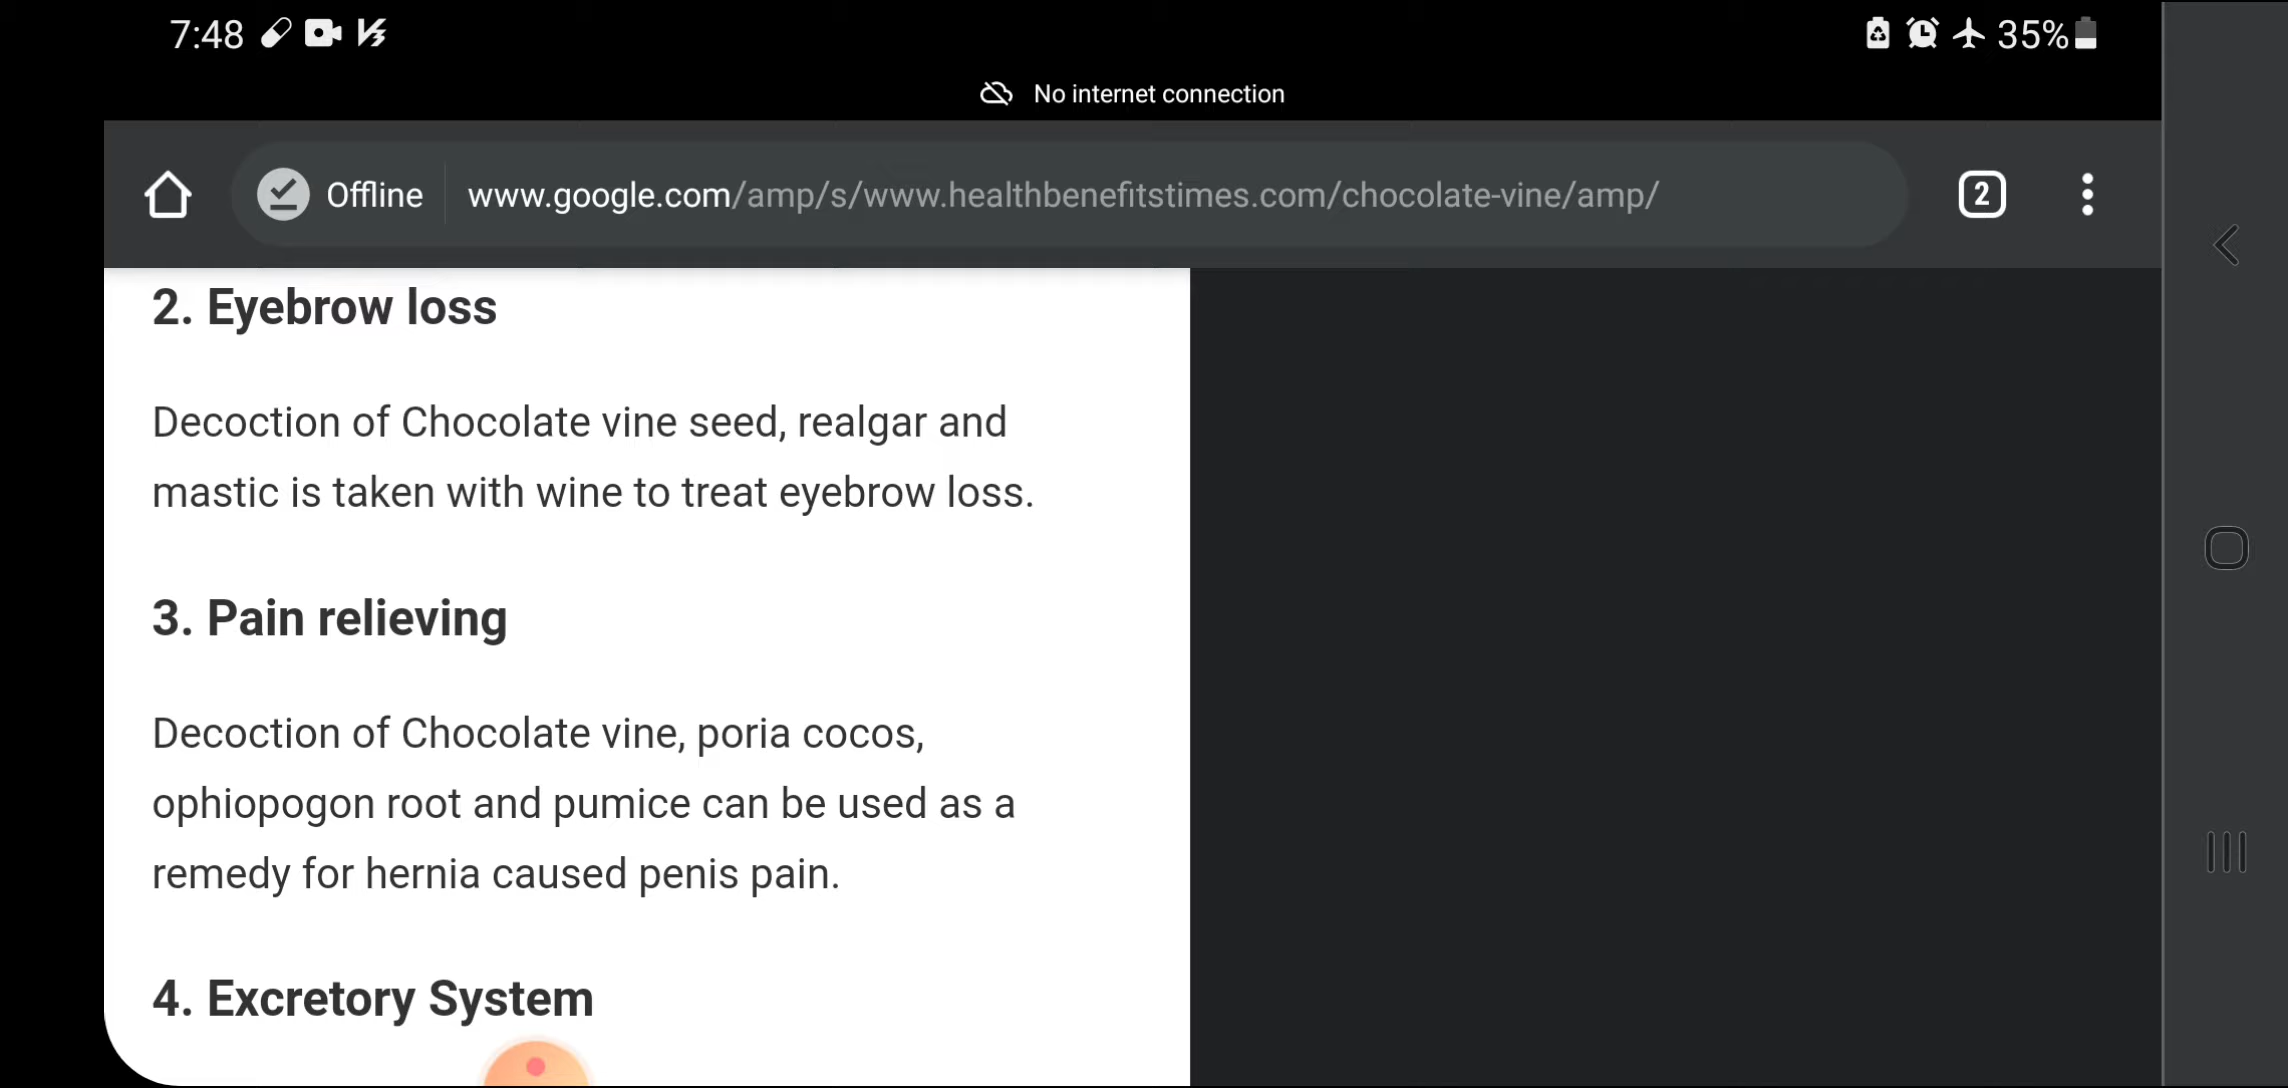 7:48
35%
No internet connection
Offline
www.google.com/amp/s/www.healthbenefitstimes.com/chocolate-vine/amp/
2
2. Eyebrow loss
Decoction of Chocolate vine seed, realgar and
mastic is taken with wine to treat eyebrow loss.
3. Pain relieving
Decoction of Chocolate vine, poria cocos,
ophiopogon root and pumice can be used as a
remedy for hernia caused penis pain.
4. Excretory System